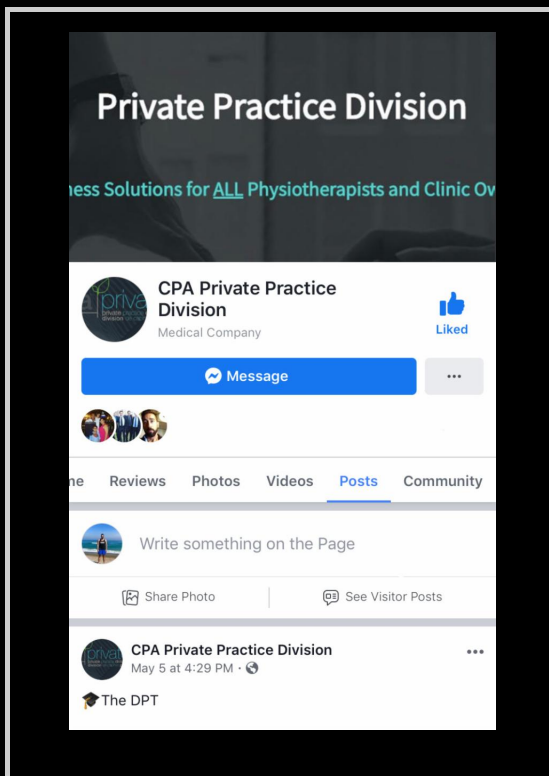 Private Practice Division
ness Solutions for ALL Physiotherapists and Clinic Ow
CPA Private Practice
Division
Medical Company
Liked
Message
me Reviews Photos Videos Posts Community
Write something on the Page
Share Photo See Visitor Posts
CPA Private Practice Division
May 5 at 4:29 PM ·
The DPT